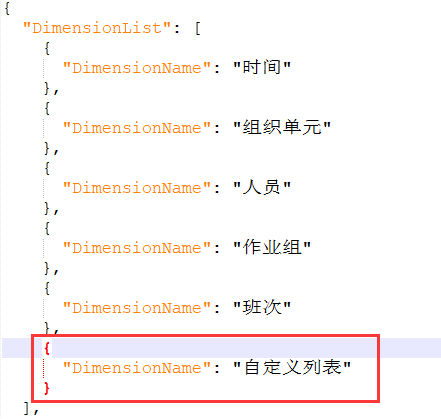 {
"DimensionList": [
{
"DimensionName": "时间"
},
{
"DimensionName": "组织单元"
},
{
"DimensionName": "人员"
},
{
"DimensionName": "作业组"
},
{
"DimensionName": "班次"
},
{
"DimensionName": "自定义列表"
}
],